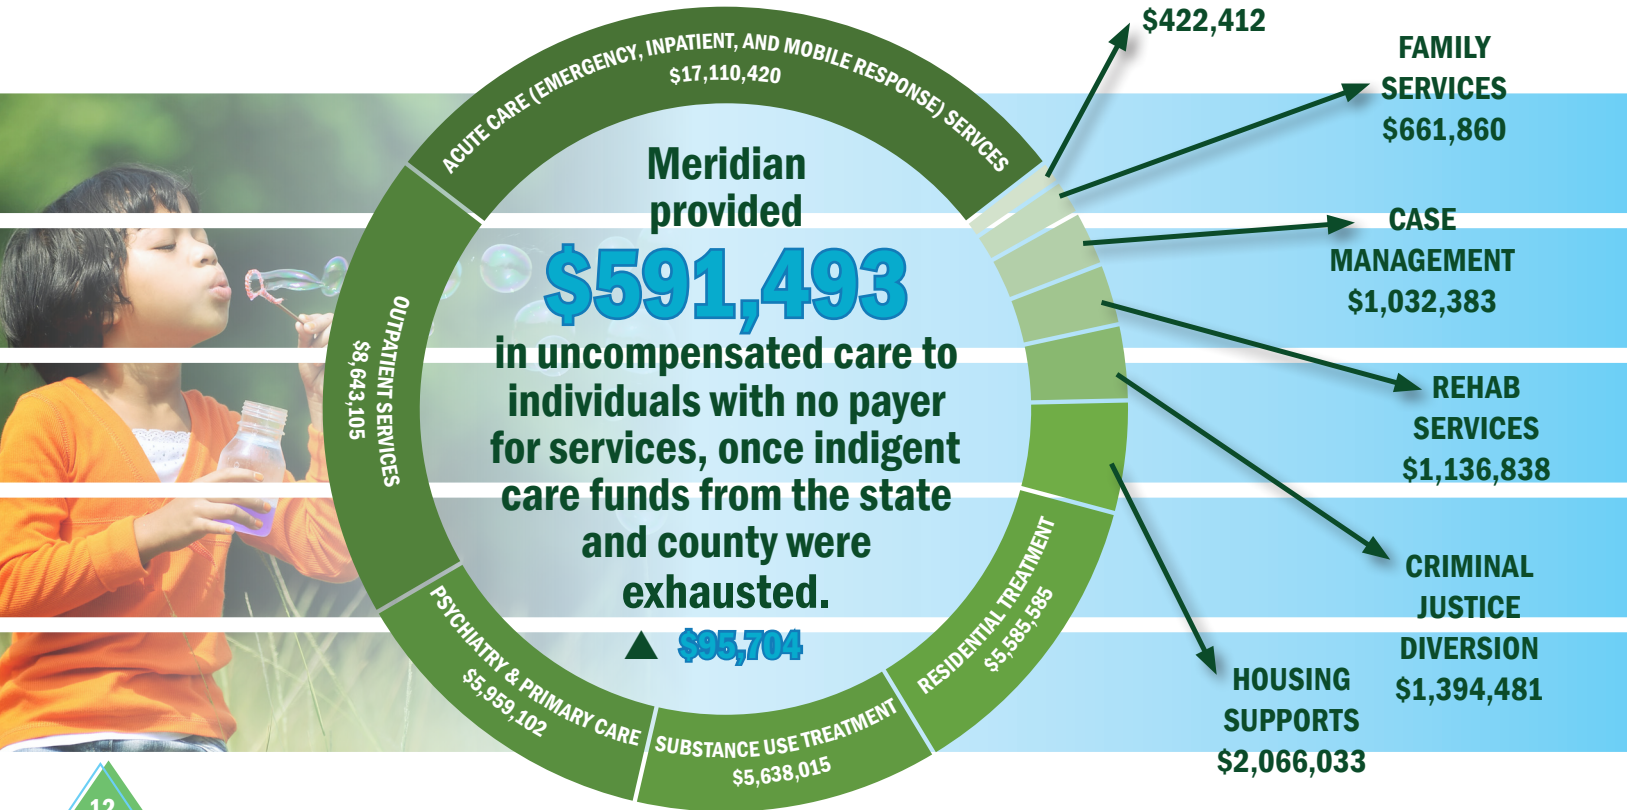 $422,412
FAMILY
SERVICES
$661,860
CASE
MANAGEMENT
$1,032,383
REHAB
SERVICES
$1,136,838
CRIMINAL
JUSTICE
DIVERSION
$1,394,481
HOUSING
SUPPORTS
$2,066,033
ACUTE CARE (EMERGENCY, INPATIENT, AND MOBILE RESPONSE) SERVCES
$17,110,420
OUTPATIENT SERVICES
$8,643,105
PSYCHIATRY & PRIMARY CARE
$5,959,102
SUBSTANCE USE TREATMENT
$5,638,015
RESIDENTIAL TREATMENT
$5,585,585
Meridian
provided
$591,493
in uncompensated care to
individuals with no payer
for services, once indigent
care funds from the state
and county were
exhausted.
▲ $95,704
12